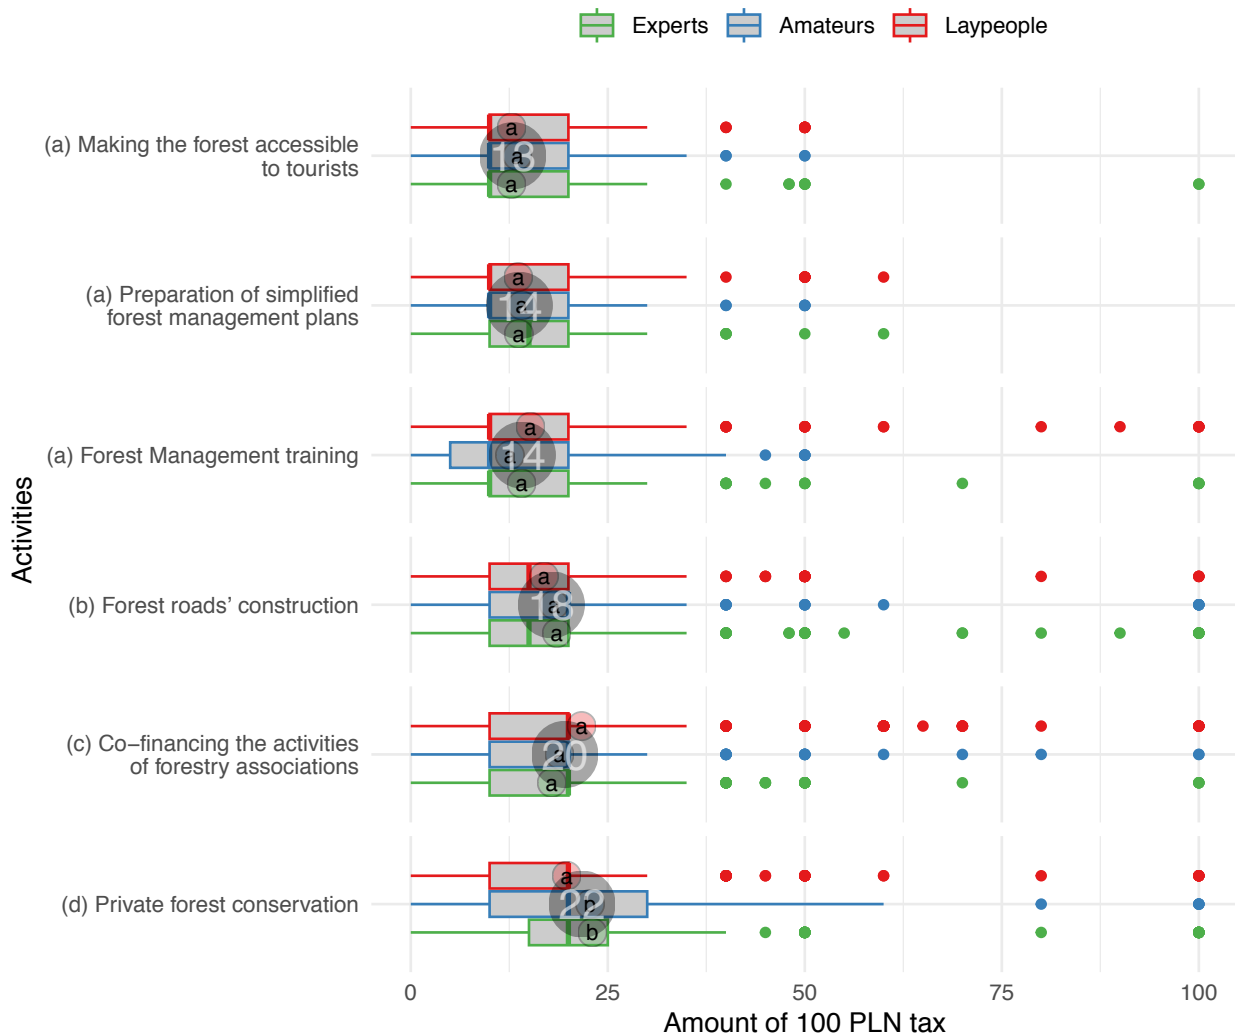 Experts Amateurs Laypeople
(a) Making the forest accessible
to tourists
a
13
a
a
(a) Preparation of simplified
forest management plans
a
14
a
a
(a) Forest Management training
a
14
a
a
Activities
(b) Forest roads’ construction
a
18
a
a
(c) Co−financing the activities
of forestry associations
a
20
a
a
(d) Private forest conservation
a
22
b
0 25 50 75 100
Amount of 100 PLN tax